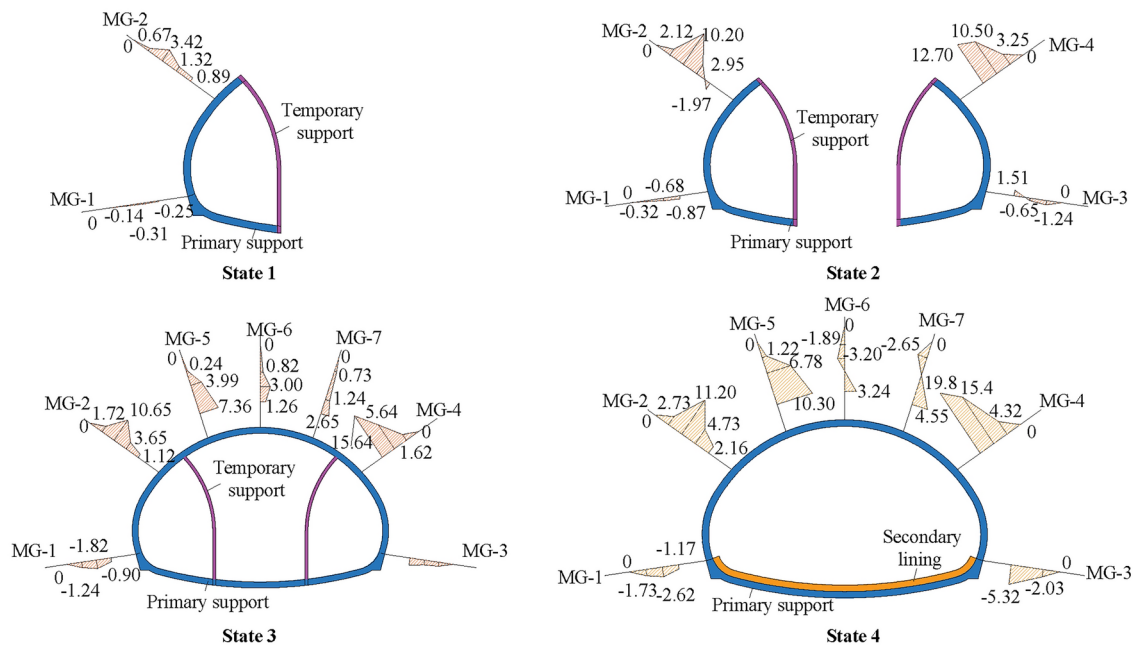 MG-2
0
0.67
3.42
1.32
0.89
Temporary
support
MG-1
0
-0.14
-0.31
-0.25
Primary support
State 1
MG-2
0
2.12
10.20
2.95
-1.97
Temporary
support
MG-1
0
-0.32
-0.68
-0.87
Primary support
10.50
3.25
12.70
0
MG-4
1.51
0
-0.65
-1.24
MG-3
State 2
MG-5
0
0.24
3.99
7.36
MG-6
0
0.82
3.00
1.26
MG-7
0
0.73
1.24
2.65
MG-2
0
1.72
10.65
3.65
1.12
5.64
15.64
MG-4
0
1.62
Temporary
support
MG-1
0
-1.82
-1.24
-0.90
Primary support
MG-3
State 3
MG-5
0
1.22
6.78
10.30
MG-6
0
-1.89
-3.20
3.24
MG-7
0
-2.65
19.8
4.55
MG-2
0
2.73
11.20
4.73
2.16
15.4
4.32
MG-4
0
Secondary
lining
MG-1
0
-1.17
-1.73
-2.62
Primary support
0
MG-3
-5.32
-2.03
State 4